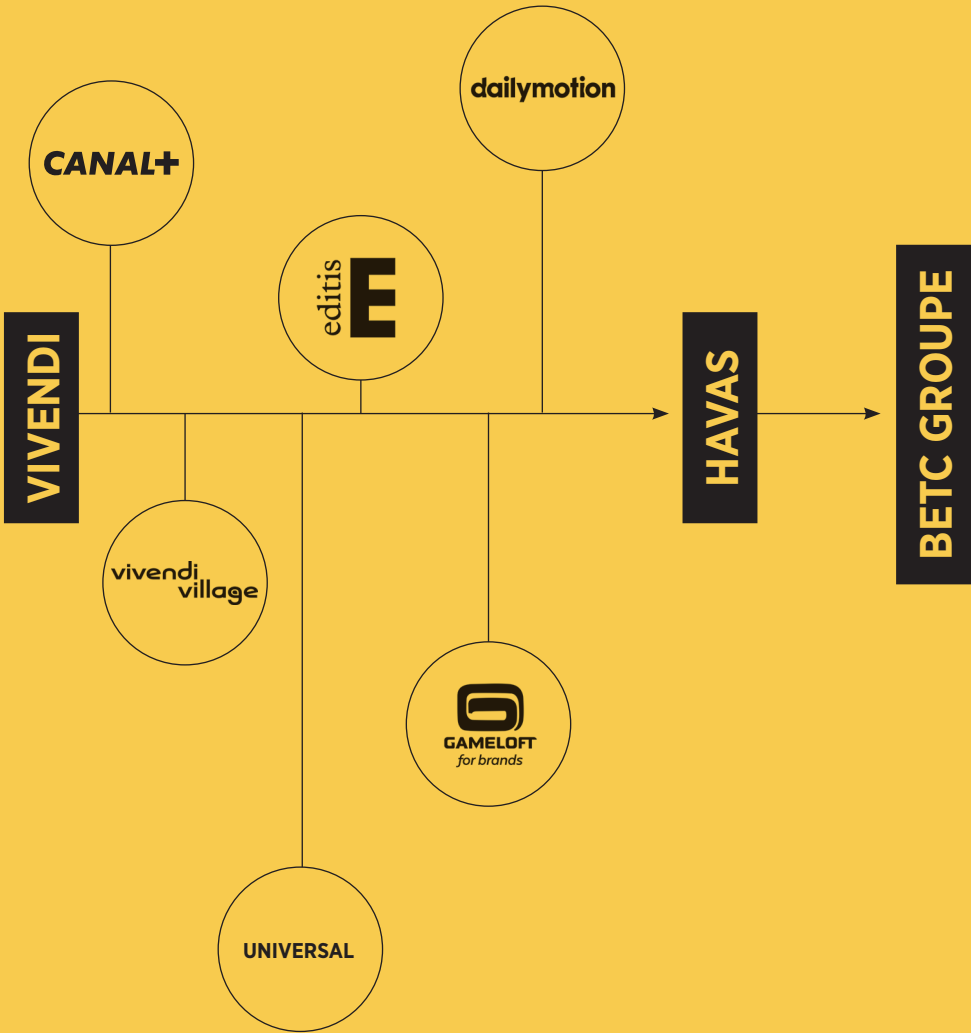 dailymotion
CANAL+
editis
E
VIVENDI
HAVAS
BETC GROUPE
vivendi
village
GAMELOFT
for brands
UNIVERSAL